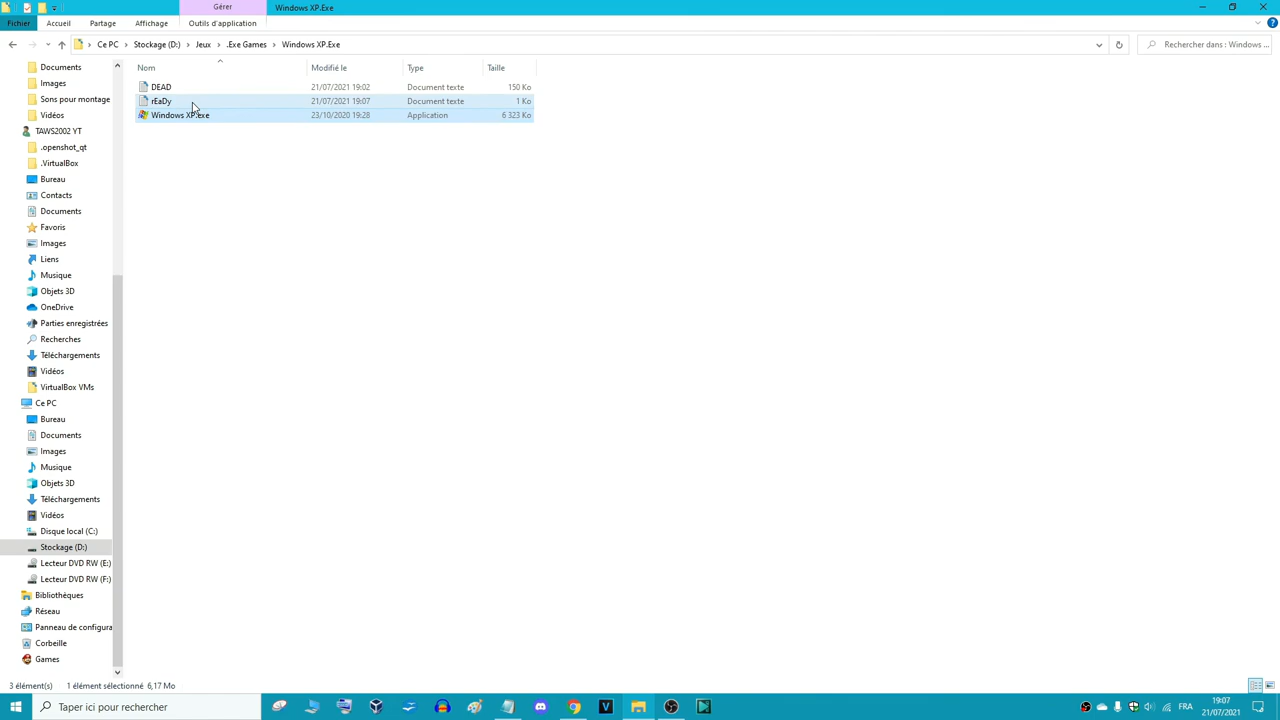 Gérer
Windows XP.Exe
Fichier
Accueil
Partage
Affichage
Outils d'application
Ce PC
Stockage (D:)
Jeux
.Exe Games
Windows XP.Exe
Rechercher dans : Windows ...
Nom
Modifié le
Type
Taille
DEAD
21/07/2021 19:02
Document texte
150 Ko
rEaDy
21/07/2021 19:07
Document texte
1 Ko
Windows XP.exe
23/10/2020 19:28
Application
6 323 Ko
Documents
Images
Sons pour montage
Vidéos
TAWS2002 YT
.openshot_qt
.VirtualBox
Bureau
Contacts
Documents
Favoris
Images
Liens
Musique
Objets 3D
OneDrive
Parties enregistrées
Recherches
Téléchargements
Vidéos
VirtualBox VMs
Ce PC
Bureau
Documents
Images
Musique
Objets 3D
Téléchargements
Vidéos
Disque local (C:)
Stockage (D:)
Lecteur DVD RW (E:)
Lecteur DVD RW (F:)
Bibliothèques
Réseau
Panneau de configura
Corbeille
Games
3 élément(s)
1 élément sélectionné 6,17 Mo
Taper ici pour rechercher
FRA
19:07
21/07/2021